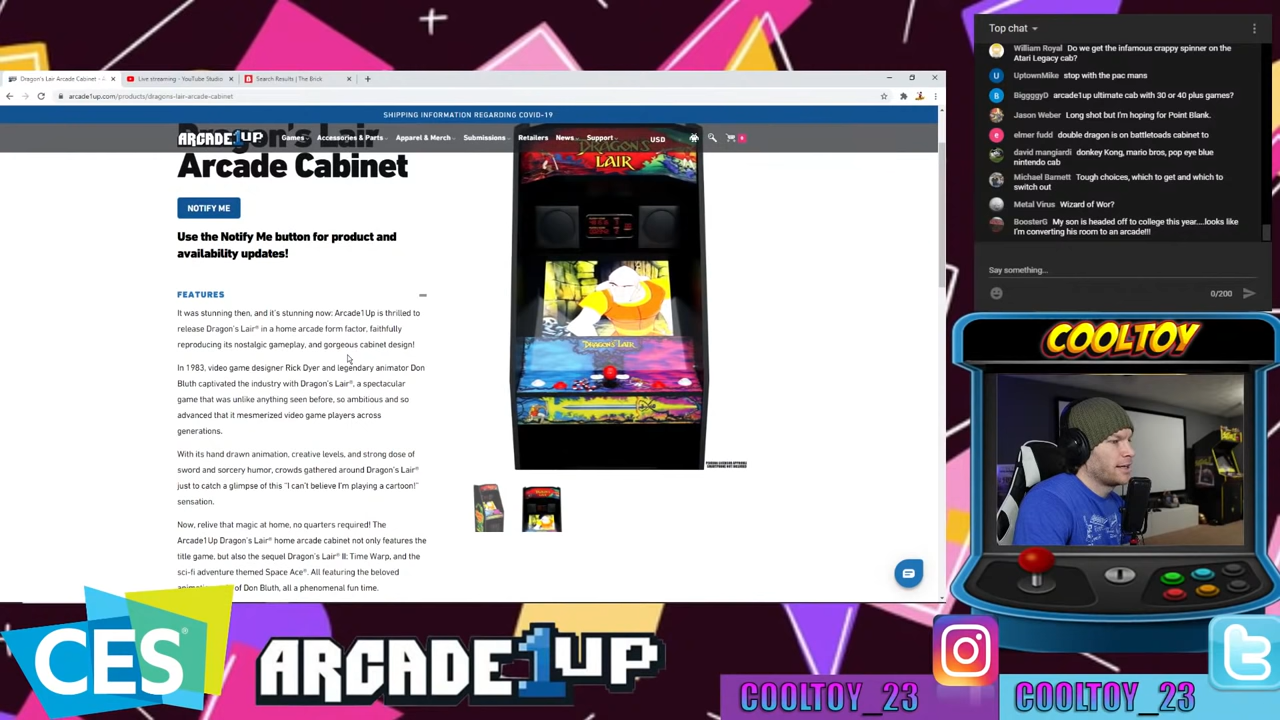 Dragon's Lair Arcade Cabinet - A
Live streaming - YouTube Studio
Search Results | The Brick
arcade1up.com/products/dragons-lair-arcade-cabinet
SHIPPING INFORMATION REGARDING COVID-19
ARCADE1UP
Games
Accessories & Parts
Apparel & Merch
Submissions
Retailers
News
Support
USD
0
Dragon's Lair
Arcade Cabinet
NOTIFY ME
Use the Notify Me button for product and
availability updates!
FEATURES
It was stunning then, and it's stunning now: Arcade1Up is thrilled to
release Dragon's Lair® in a home arcade form factor, faithfully
reproducing its nostalgic gameplay, and gorgeous cabinet design!
In 1983, video game designer Rick Dyer and legendary animator Don
Bluth captivated the industry with Dragon's Lair®, a spectacular
game that was unlike anything seen before, so ambitious and so
advanced that it mesmerized video game players across
generations.
With its hand drawn animation, creative levels, and strong dose of
sword and sorcery humor, crowds gathered around Dragon's Lair®
just to catch a glimpse of this "I can't believe I'm playing a cartoon!"
sensation.
Now, relive that magic at home, no quarters required! The
Arcade1Up Dragon's Lair® home arcade cabinet not only features the
title game, but also the sequel Dragon's Lair® II: Time Warp, and the
sci-fi adventure themed Space Ace®. All featuring the beloved
of Don Bluth, all a phenomenal fun time.
DRAGON'S
LAIR
DRAGON'S LAIR
Top chat
William Royal Do we get the infamous crappy spinner on the
Atari Legacy cab?
U UptownMike stop with the pac mans
B BiggggyD arcade1up ultimate cab with 30 or 40 plus games?
Jason Weber Long shot but I'm hoping for Point Blank.
e elmer fudd double dragon is on battletoads cabinet to
david mangiardi donkey Kong, mario bros, pop eye blue
nintendo cab
Michael Barnett Tough choices, which to get and which to
switch out
Metal Virus Wizard of Wor?
BoosterG My son is headed off to college this year....looks like
I'm converting his room to an arcade!!!
Say something...
0/200
COOLTOY
CES®
ARCADE1UP
COOLTOY_23
COOLTOY_23